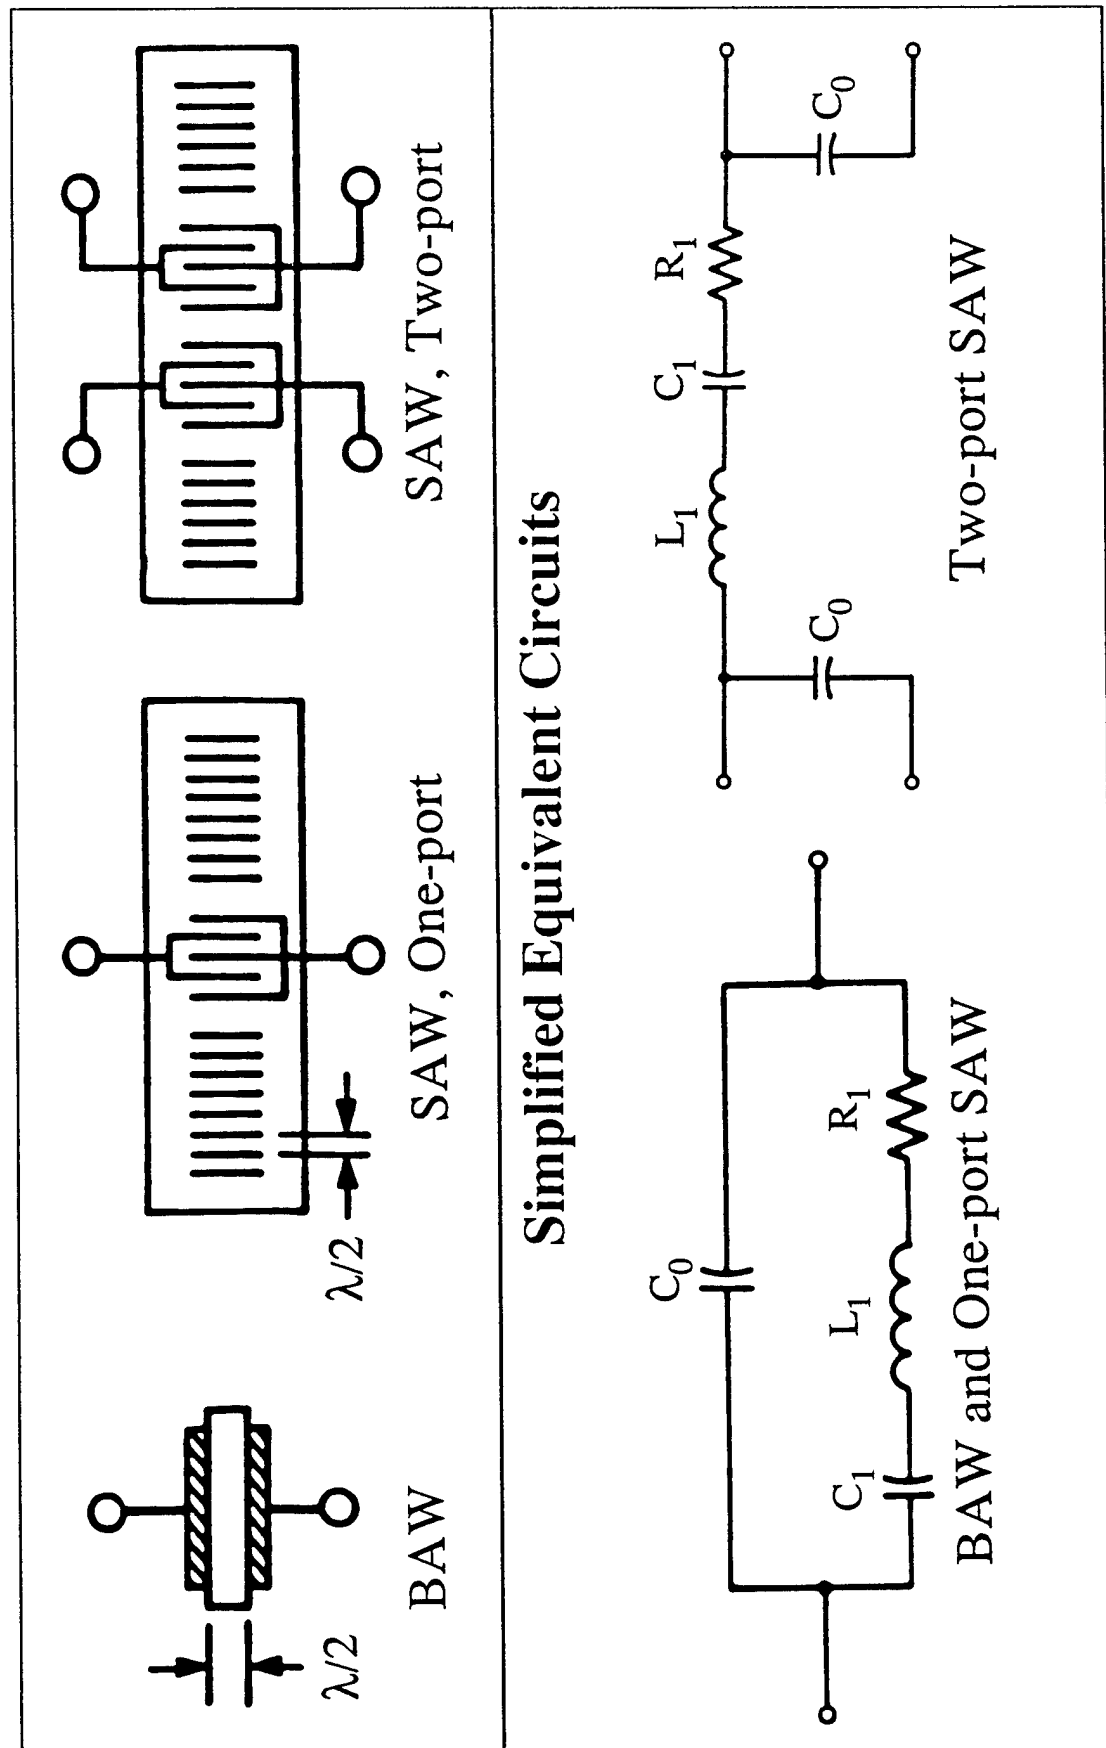 λ/2
BAW
λ/2
SAW, One-port
SAW, Two-port
Simplified Equivalent Circuits
C0
C1
L1
R1
BAW and One-port SAW
L1
C1
R1
C0
C0
Two-port SAW